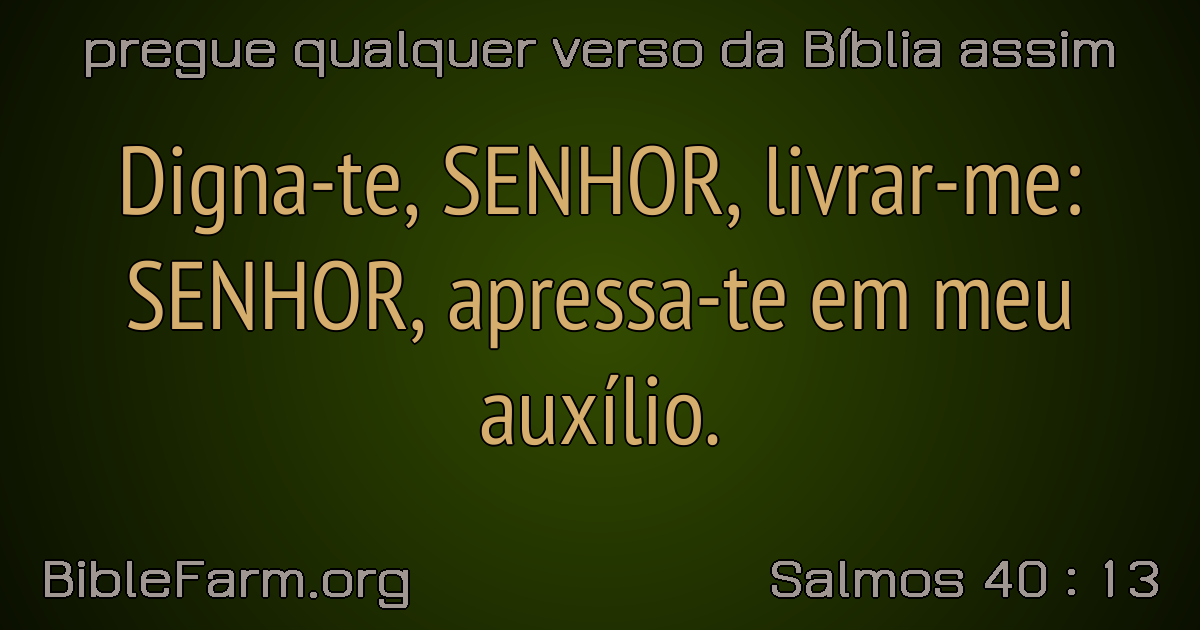 pregue qualquer verso da Bíblia assim
Digna-te, SENHOR, livrar-me:
SENHOR, apressa-te em meu
auxílio.
BibleFarm.org
Salmos 40 : 13